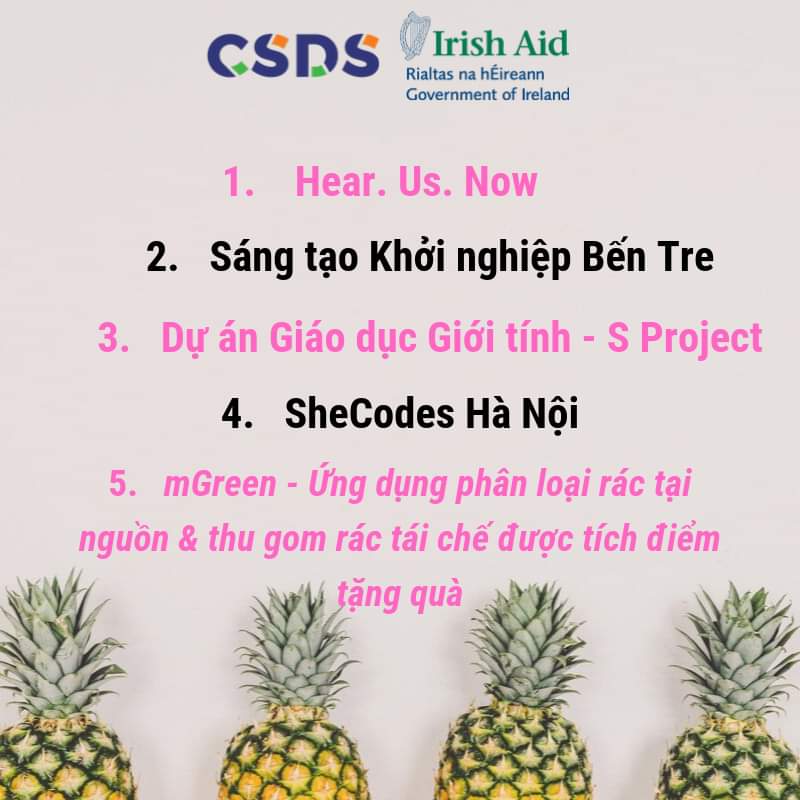 CSDS
Irish Aid
Rialtas na hÉireann
Government of Ireland
1. Hear. Us. Now
2. Sáng tạo Khởi nghiệp Bến Tre
3. Dự án Giáo dục Giới tính - S Project
4. SheCodes Hà Nội
5. mGreen - Ứng dụng phân loại rác tại
nguồn & thu gom rác tái chế được tích điểm
tặng quà